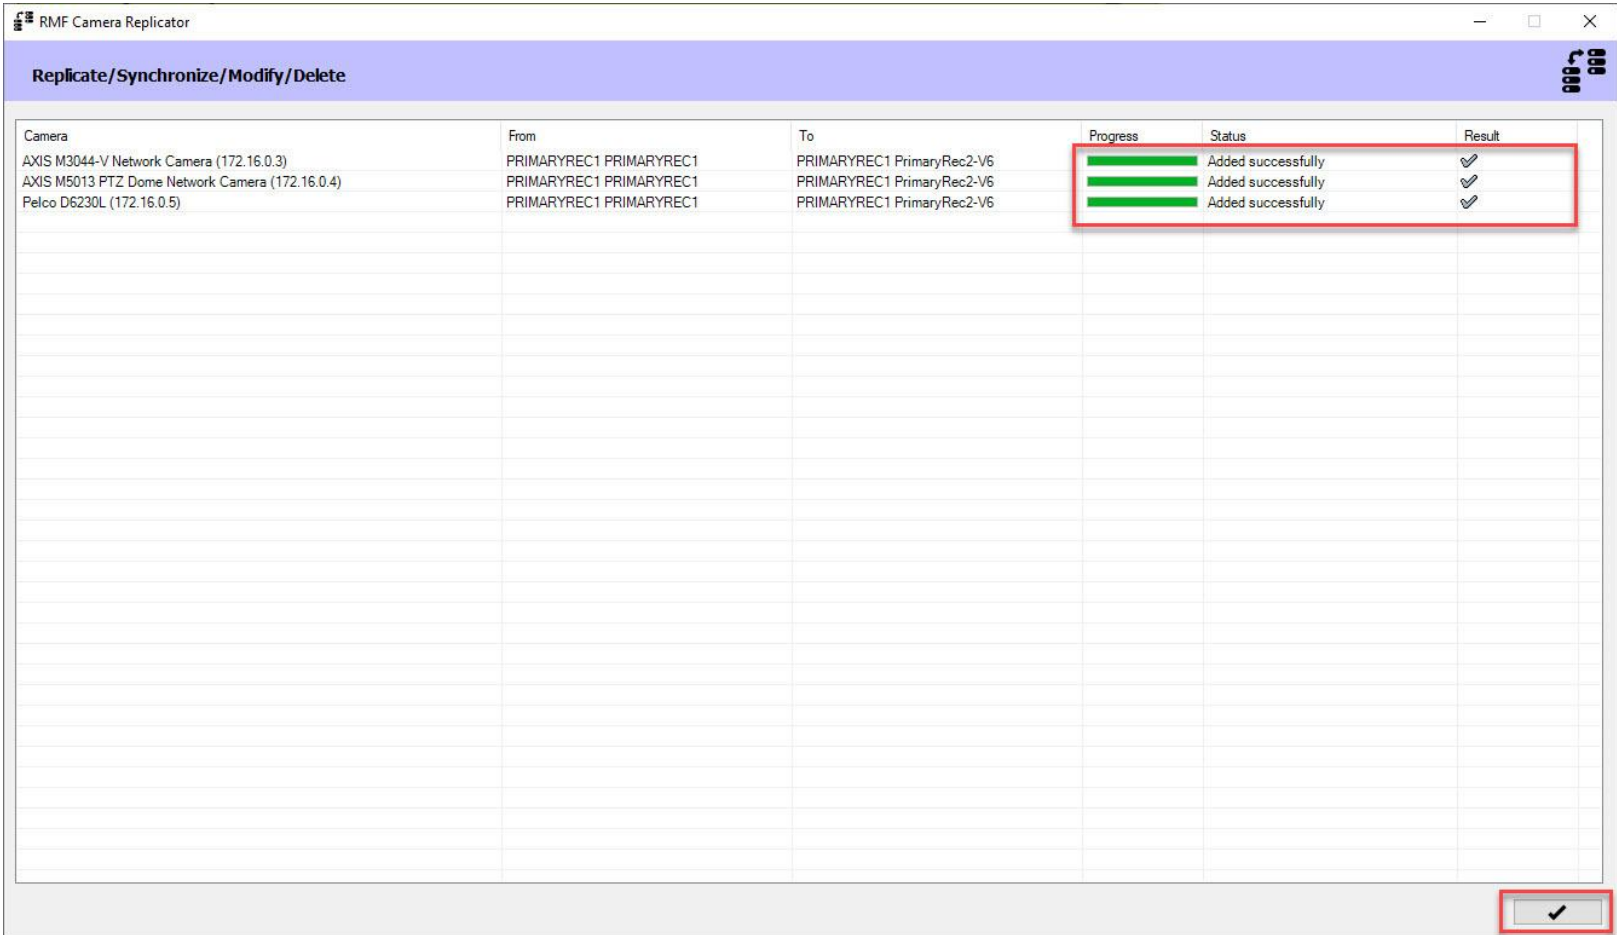 RMF Camera Replicator
Replicate/Synchronize/Modify/Delete
Camera From To Progress Status Result
AXIS M3044-V Network Camera (172.16.0.3) PRIMARYREC1 PRIMARYREC1 PRIMARYREC1 PrimaryRec2-V6 Added successfully
AXIS M5013 PTZ Dome Network Camera (172.16.0.4) PRIMARYREC1 PRIMARYREC1 PRIMARYREC1 PrimaryRec2-V6 Added successfully
Pelco D6230L (172.16.0.5) PRIMARYREC1 PRIMARYREC1 PRIMARYREC1 PrimaryRec2-V6 Added successfully